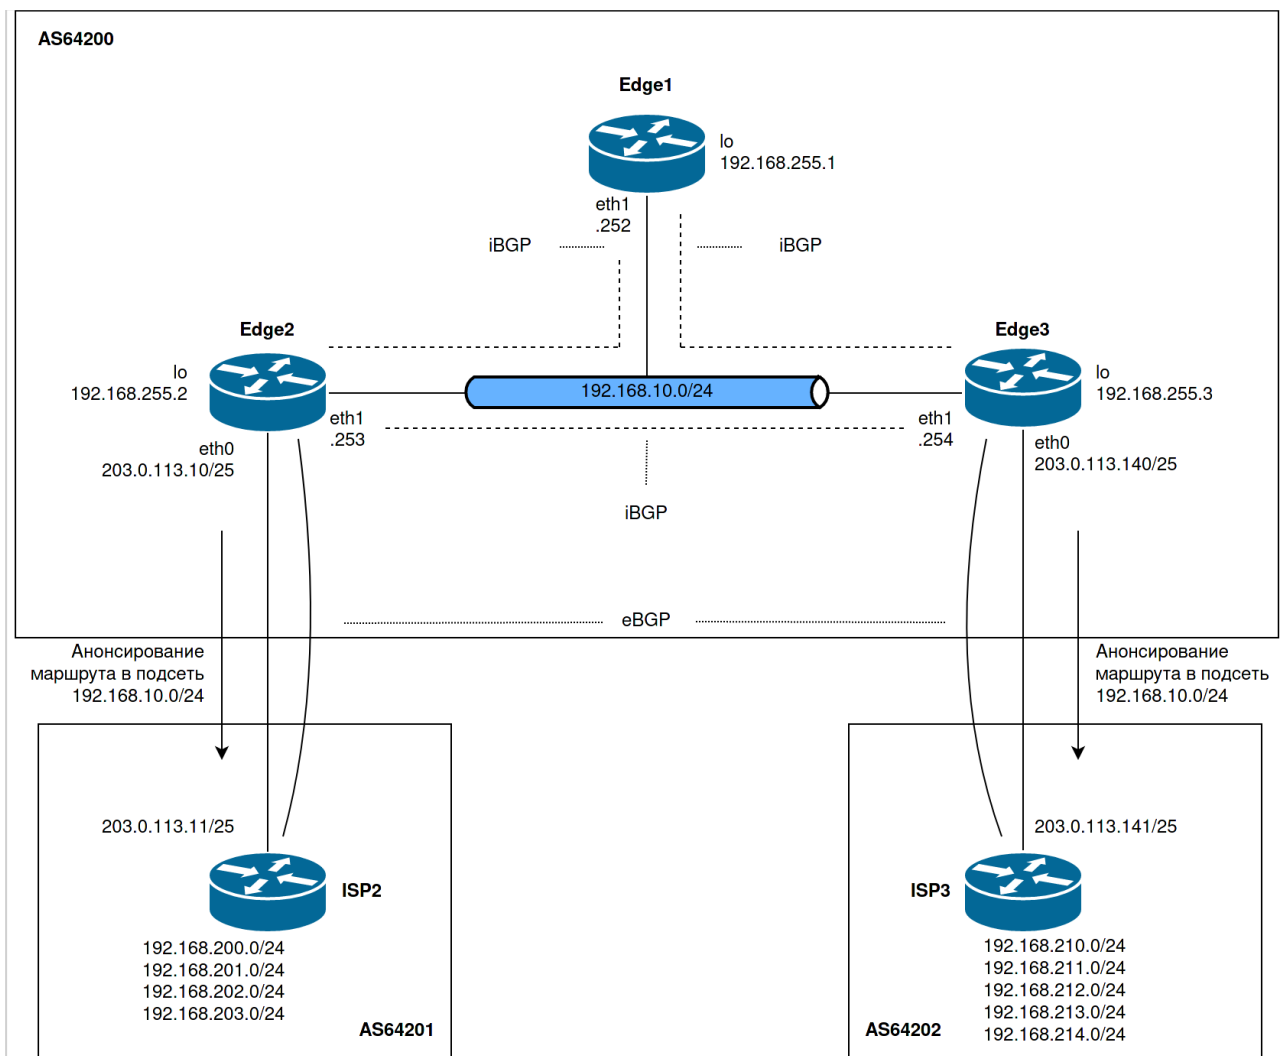 AS64200
Edge1
lo
192.168.255.1
eth1
.252
iBGP
iBGP
Edge2
Edge3
lo
192.168.255.2
192.168.10.0/24
lo
192.168.255.3
eth1
.253
eth1
.254
eth0
203.0.113.10/25
eth0
203.0.113.140/25
iBGP
eBGP
Анонсирование
маршрута в подсеть
192.168.10.0/24
Анонсирование
маршрута в подсеть
192.168.10.0/24
203.0.113.11/25
203.0.113.141/25
ISP2
ISP3
192.168.200.0/24
192.168.201.0/24
192.168.202.0/24
192.168.203.0/24
AS64201
192.168.210.0/24
192.168.211.0/24
192.168.212.0/24
192.168.213.0/24
192.168.214.0/24
AS64202